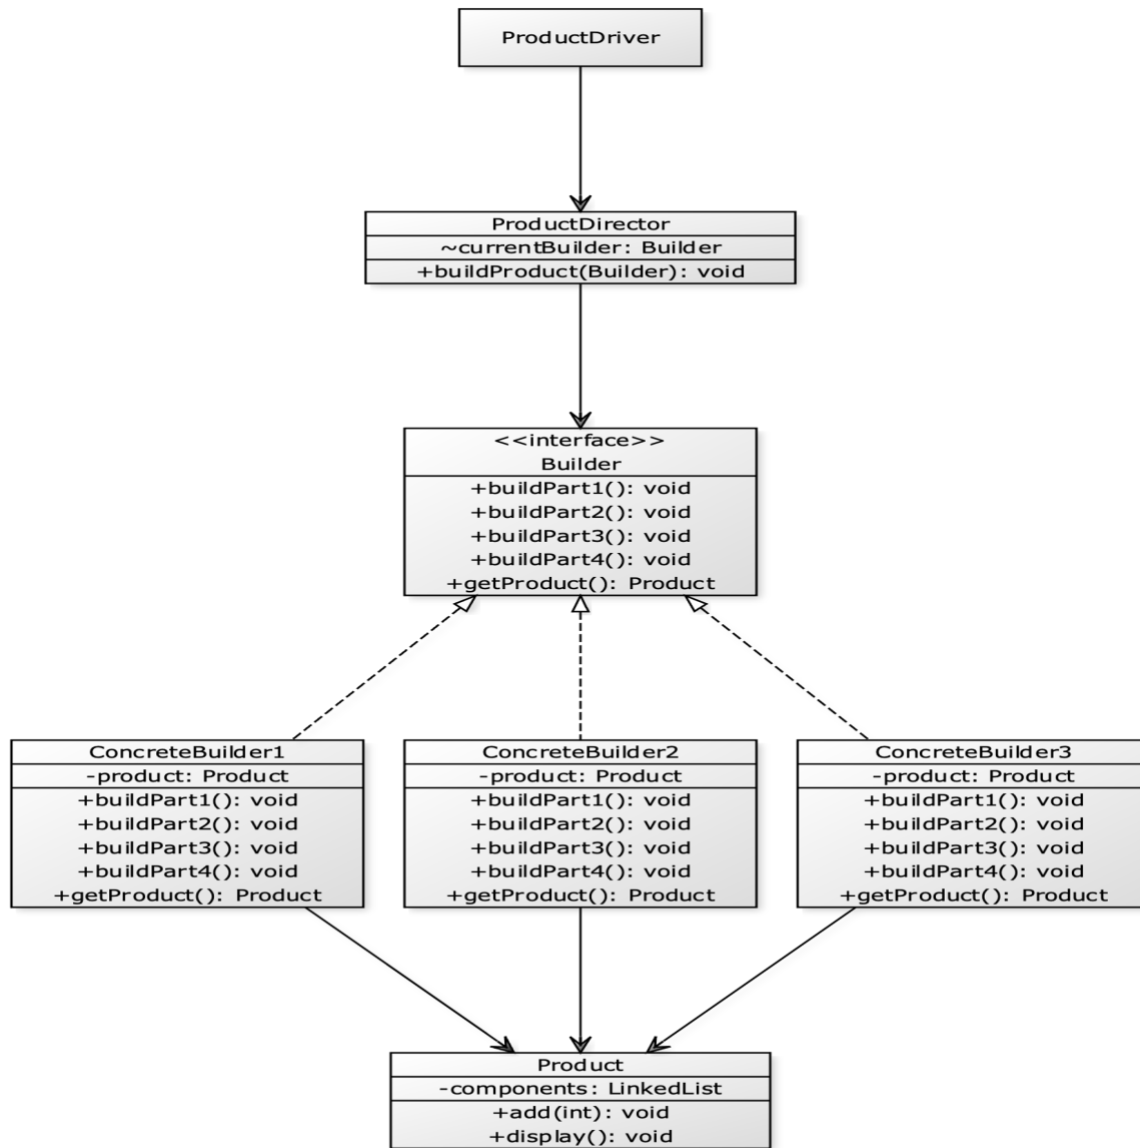 ProductDriver
ProductDirector
~currentBuilder: Builder
+buildProduct(Builder): void
<<interface>>
Builder
+buildPart1(): void
+buildPart2(): void
+buildPart3(): void
+buildPart4(): void
+getProduct(): Product
ConcreteBuilder1
-product: Product
+buildPart1(): void
+buildPart2(): void
+buildPart3(): void
+buildPart4(): void
+getProduct(): Product
ConcreteBuilder2
-product: Product
+buildPart1(): void
+buildPart2(): void
+buildPart3(): void
+buildPart4(): void
+getProduct(): Product
ConcreteBuilder3
-product: Product
+buildPart1(): void
+buildPart2(): void
+buildPart3(): void
+buildPart4(): void
+getProduct(): Product
Product
-components: LinkedList
+add(int): void
+display(): void